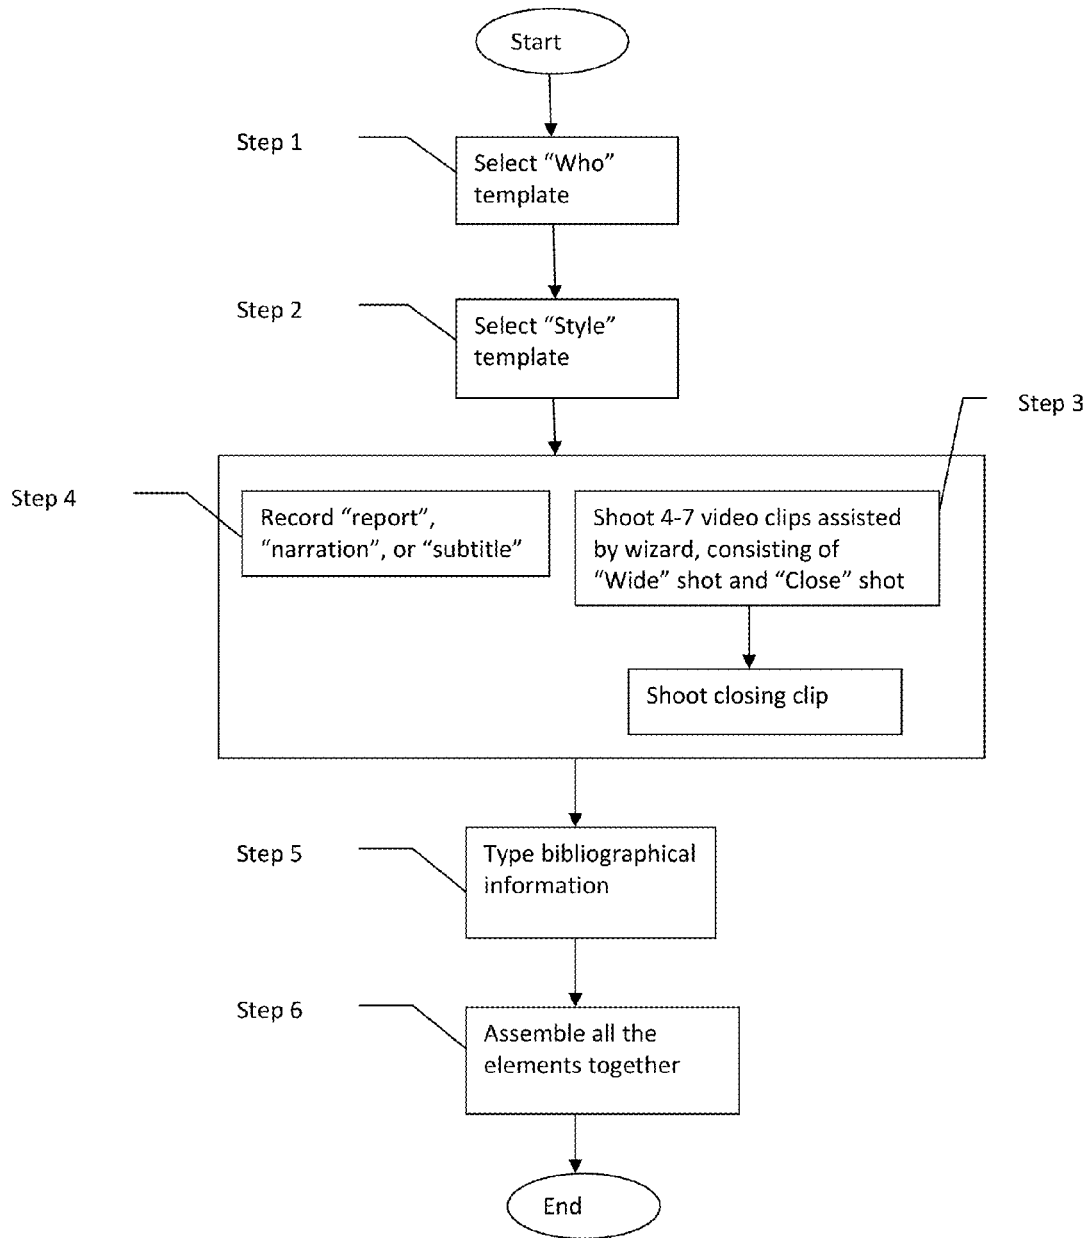 Start
Step 1
Select “Who”
template
Step 2
Select “Style”
template
Step 3
Step 4
Record “report”,
“narration”, or “subtitle”
Shoot 4-7 video clips assisted
by wizard, consisting of
“Wide” shot and “Close” shot
Shoot closing clip
Step 5
Type bibliographical
information
Step 6
Assemble all the
elements together
End